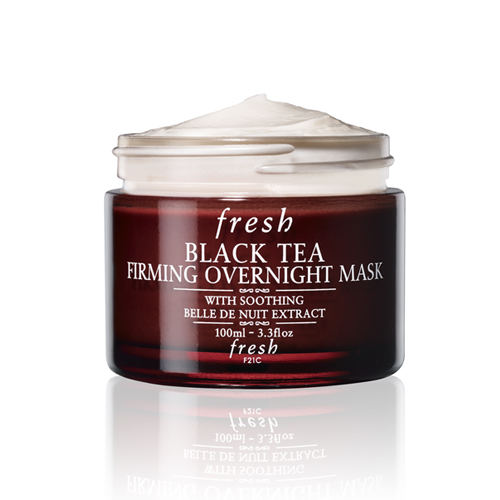 fresh
BLACK TEA
FIRMING OVERNIGHT MASK
WITH SOOTHING
BELLE DE NUIT EXTRACT
100ml - 3.3floz
fresh
F21C